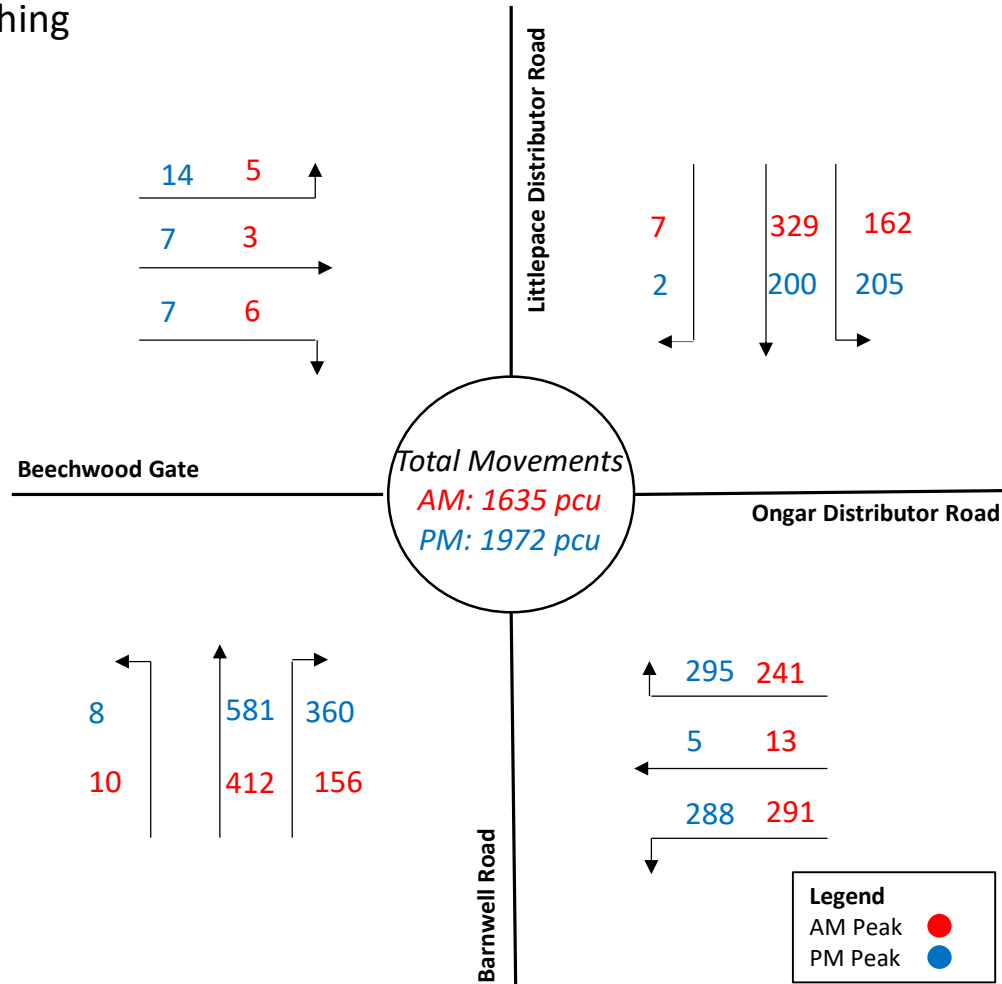 hing
Littlepace Distributor Road
14 5
7 3
7 6
7 329 162
2 200 205
Total Movements
AM: 1635 pcu
PM: 1972 pcu
Beechwood Gate
Ongar Distributor Road
8 581 360
10 412 156
295 241
5 13
288 291
Barnwell Road
Legend
AM Peak
PM Peak